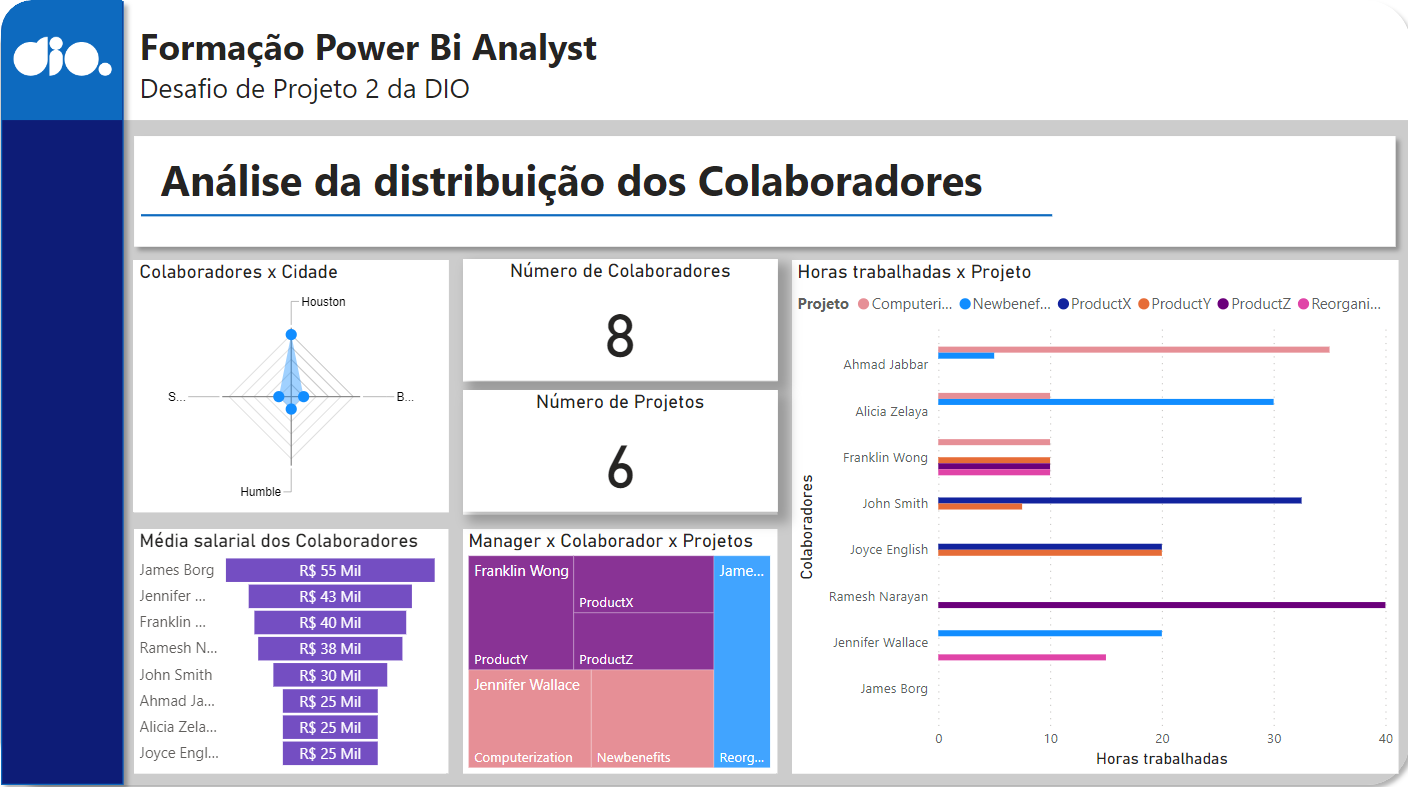 dio.
Formação Power Bi Analyst
Desafio de Projeto 2 da DIO
Análise da distribuição dos Colaboradores
Colaboradores x Cidade
Houston
S...
B...
Humble
Número de Colaboradores
8
Número de Projetos
6
Horas trabalhadas x Projeto
Projeto Computeri... Newbenef... ProductX ProductY ProductZ Reorgani...
Ahmad Jabbar
Alicia Zelaya
Franklin Wong
John Smith
Joyce English
Ramesh Narayan
Jennifer Wallace
James Borg
Colaboradores
0 10 20 30 40
Horas trabalhadas
Média salarial dos Colaboradores
James Borg R$ 55 Mil
Jennifer ... R$ 43 Mil
Franklin ... R$ 40 Mil
Ramesh N... R$ 38 Mil
John Smith R$ 30 Mil
Ahmad Ja... R$ 25 Mil
Alicia Zela... R$ 25 Mil
Joyce Engl... R$ 25 Mil
Manager x Colaborador x Projetos
Franklin Wong
ProductY
ProductX
ProductZ
Jennifer Wallace
Computerization
Newbenefits
Jame...
Reorg...